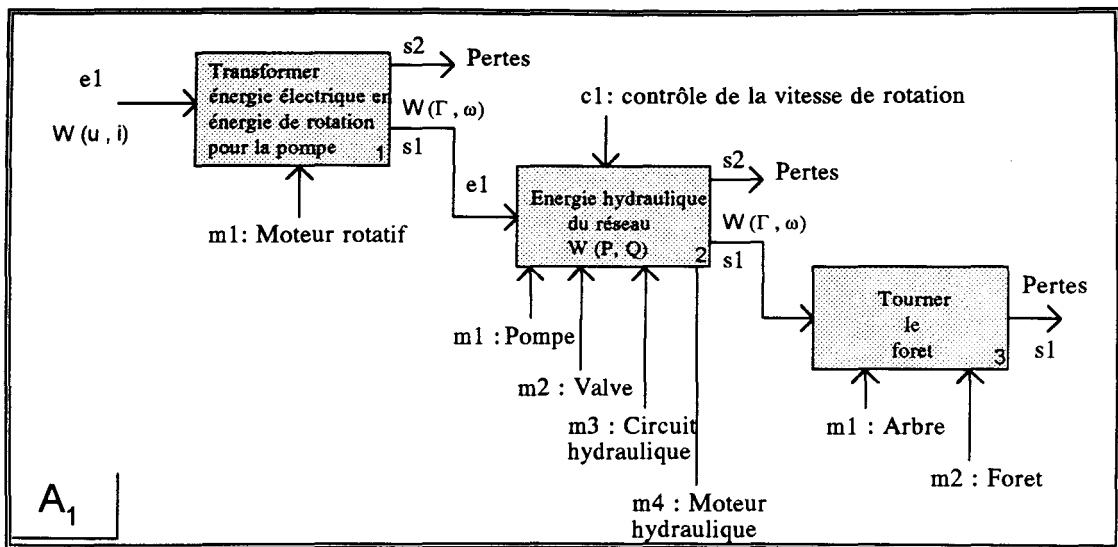 e1
W (u , i)
Transformer
énergie électrique en
énergie de rotation
pour la pompe
1
s2
Pertes
W (Γ , ω)
s1
m1: Moteur rotatif
e1
c1: contrôle de la vitesse de rotation
Energie hydraulique
du réseau
W (P, Q)
2
s2
Pertes
W (Γ , ω)
s1
m1 : Pompe
m2 : Valve
m3 : Circuit
hydraulique
m4 : Moteur
hydraulique
Tourner
le
foret
3
Pertes
s1
m1 : Arbre
m2 : Foret
A1